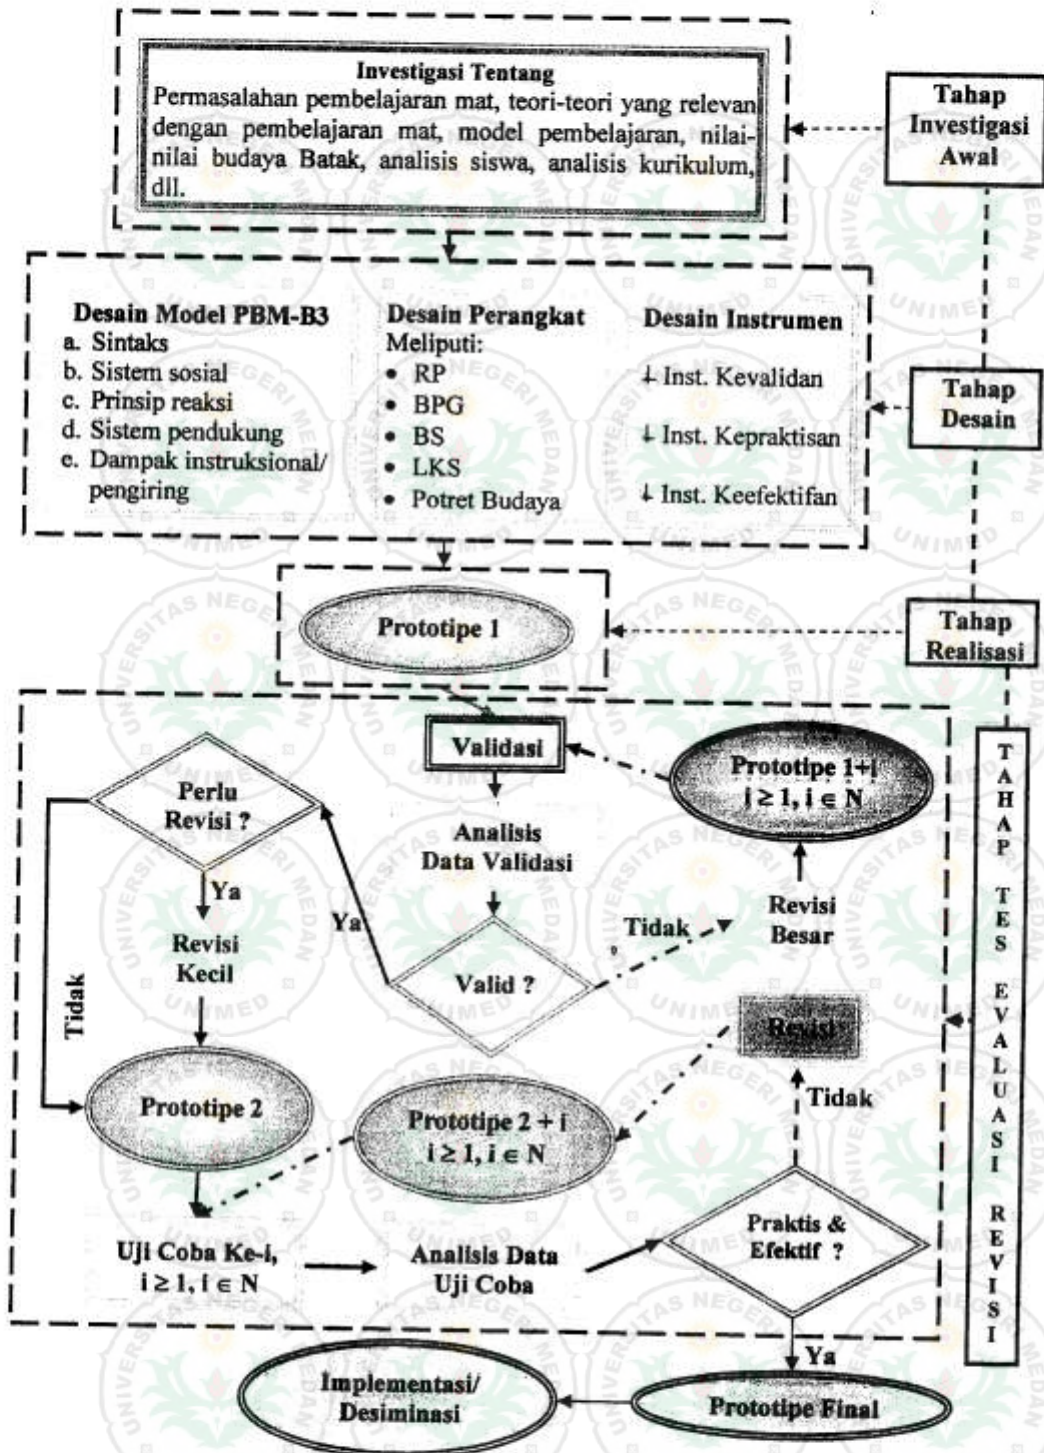 Investigasi Tentang
Permasalahan pembelajaran mat, teori-teori yang relevan
dengan pembelajaran mat, model pembelajaran, nilai-
nilai budaya Batak, analisis siswa, analisis kurikulum,
dll.
Tahap
Investigasi
Awal
Desain Model PBM-B3
a. Sintaks
b. Sistem sosial
c. Prinsip reaksi
d. Sistem pendukung
e. Dampak instruksional/
pengiring
Desain Perangkat
Meliputi:
• RP
• BPG
• BS
• LKS
• Potret Budaya
Desain Instrumen
Inst. Kevalidan
Inst. Kepraktisan
Inst. Keefektifan
Tahap
Desain
Prototipe 1
Tahap
Realisasi
Validasi
Prototipe 1+i
i ≥ 1, i ∈ N
Perlu
Revisi ?
Analisis
Data Validasi
Ya
Ya
Tidak
Revisi
Besar
Revisi
Kecil
Valid ?
Tidak
Revisi
Prototipe 2
Prototipe 2 + i
i ≥ 1, i ∈ N
Tidak
Praktis &
Efektif ?
Uji Coba Ke-i,
i ≥ 1, i ∈ N
Analisis Data
Uji Coba
Ya
Implementasi/
Desiminasi
Prototipe Final
TAHAP TES EVALUASI REVISI
UNIVERSITAS NEGERI MEDAN
UNIMED